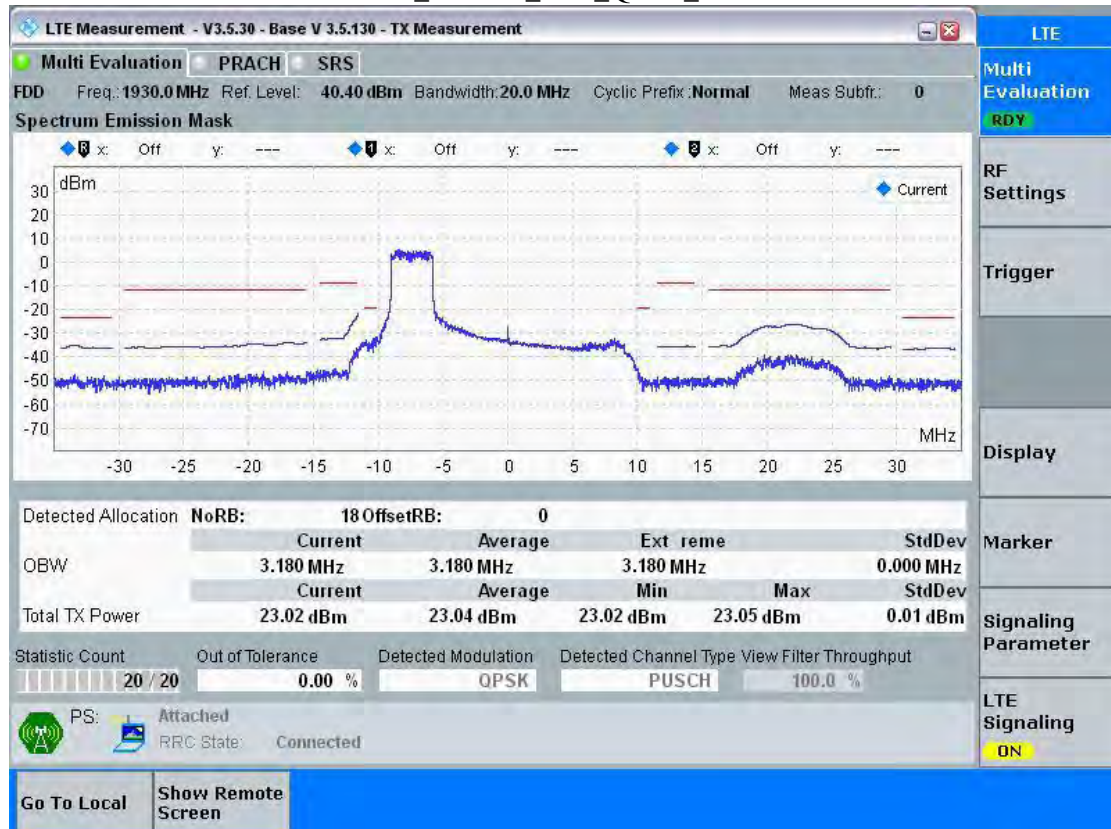 LTE Measurement - V3.5.30 - Base V 3.5.130 - TX Measurement
LTE
Multi Evaluation PRACH SRS
Multi
Evaluation
RDY
FDD Freq.: 1930.0 MHz Ref. Level: 40.40 dBm Bandwidth: 20.0 MHz Cyclic Prefix : Normal Meas Subfr.: 0
Spectrum Emission Mask
R x: Off y: --- 1 x: Off y: --- 2 x: Off y: ---
RF
Settings
dBm Current
30
20
10
0
-10
-20
-30
-40
-50
-60
-70
MHz
-30 -25 -20 -15 -10 -5 0 5 10 15 20 25 30
Trigger
Display
Detected Allocation NoRB: 18 OffsetRB: 0
Current Average Ext reme StdDev
OBW 3.180 MHz 3.180 MHz 3.180 MHz 0.000 MHz
Current Average Min Max StdDev
Total TX Power 23.02 dBm 23.04 dBm 23.02 dBm 23.05 dBm 0.01 dBm
Marker
Signaling
Parameter
Statistic Count Out of Tolerance Detected Modulation Detected Channel Type View Filter Throughput
20 / 20 0.00 % QPSK PUSCH 100.0 %
PS: Attached
RRC State: Connected
LTE
Signaling
ON
Go To Local
Show Remote
Screen